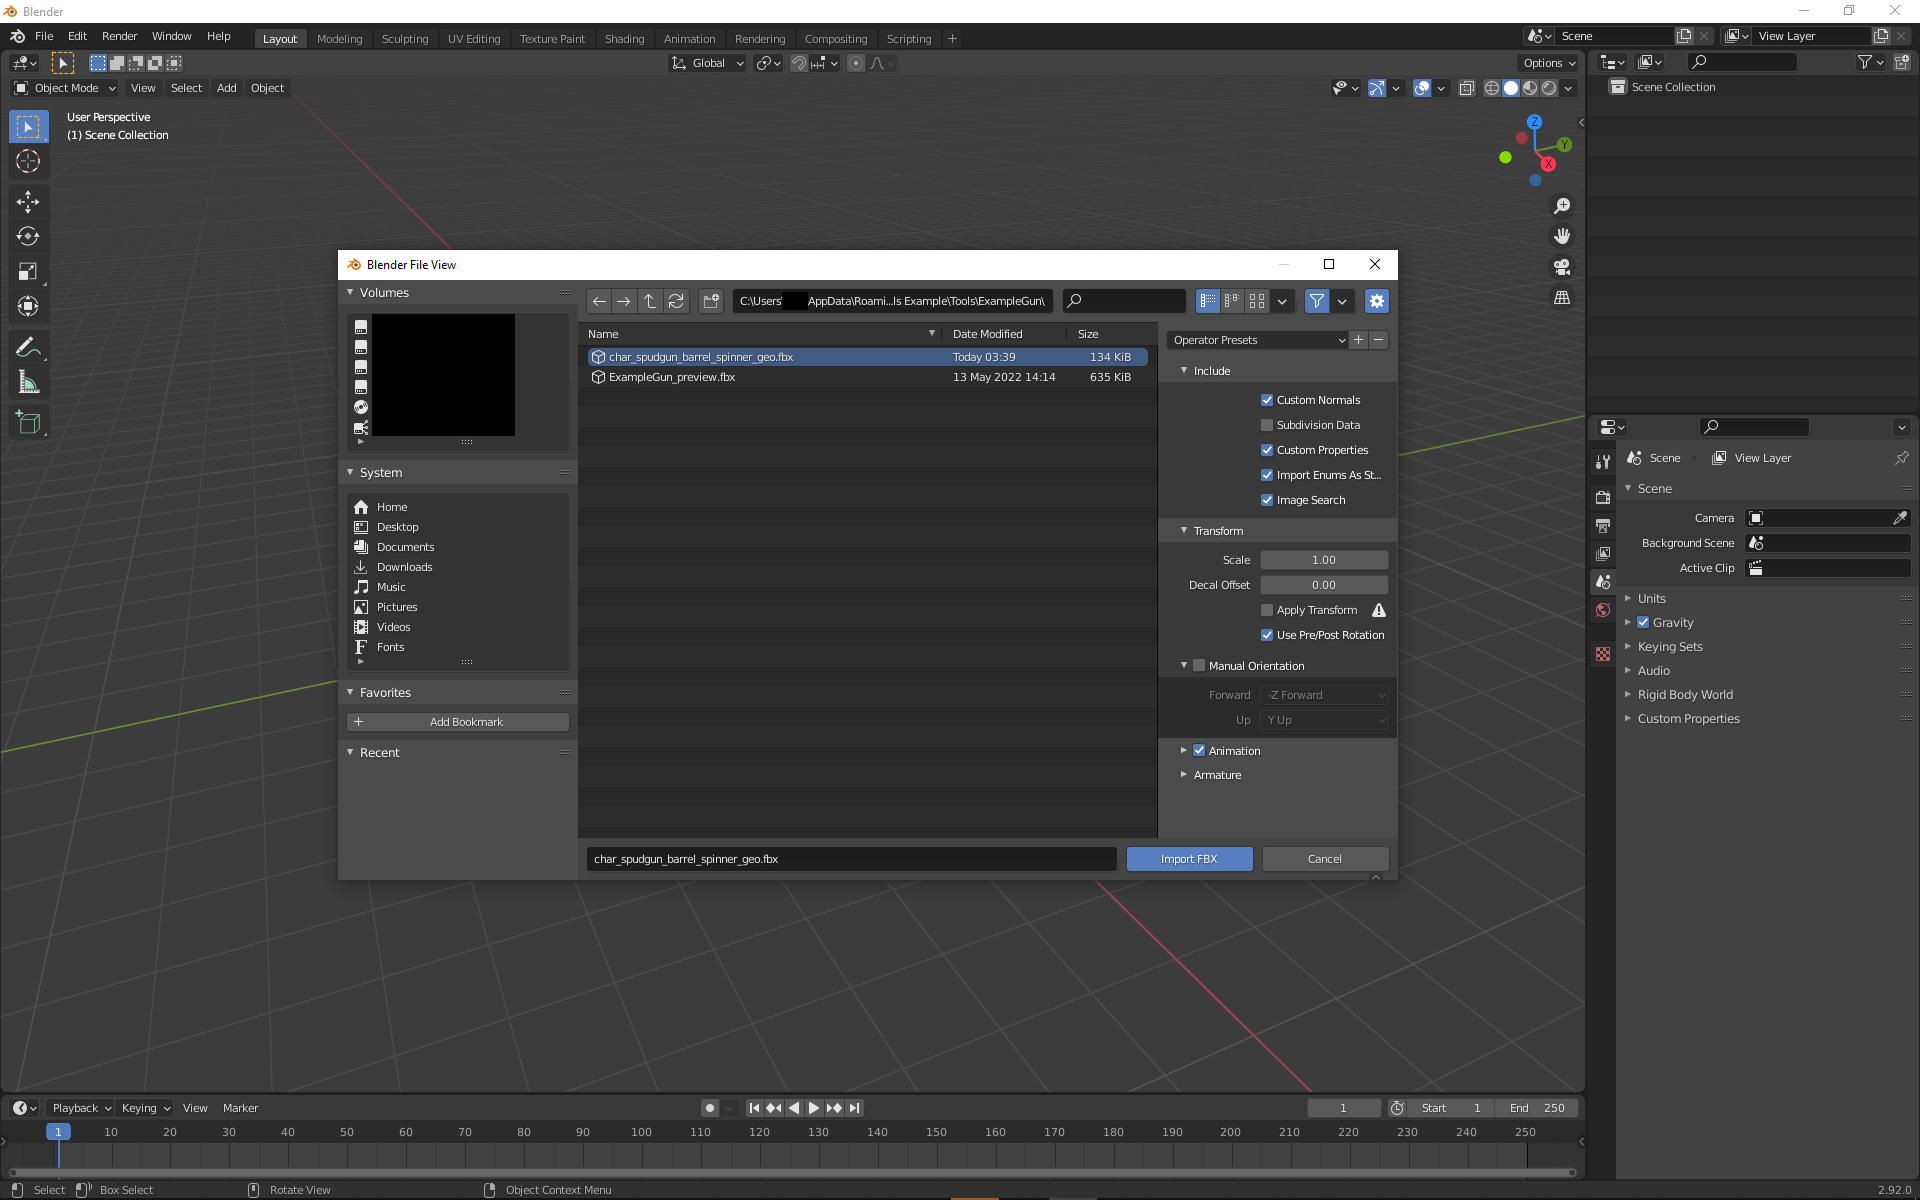 Blender
File Edit Render Window Help Layout Modeling Sculpting UV Editing Texture Paint Shading Animation Rendering Compositing Scripting + Scene View Layer
Global Options
Object Mode View Select Add Object
Scene Collection
User Perspective
(1) Scene Collection
Z
Y
X
Blender File View
Volumes
C:\Users\ AppData\Roami...ls Example\Tools\ExampleGun\
Name Date Modified Size
char_spudgun_barrel_spinner_geo.fbx Today 03:39 134 KiB
ExampleGun_preview.fbx 13 May 2022 14:14 635 KiB
System
Home
Desktop
Documents
Downloads
Music
Pictures
Videos
Fonts
Favorites
Add Bookmark
Recent
Operator Presets
Include
Custom Normals
Subdivision Data
Custom Properties
Import Enums As St...
Image Search
Transform
Scale 1.00
Decal Offset 0.00
Apply Transform
Use Pre/Post Rotation
Manual Orientation
Forward -Z Forward
Up Y Up
Animation
Armature
char_spudgun_barrel_spinner_geo.fbx Import FBX Cancel
Scene View Layer
Scene
Camera
Background Scene
Active Clip
Units
Gravity
Keying Sets
Audio
Rigid Body World
Custom Properties
Playback Keying View Marker 1 Start 1 End 250
1 10 20 30 40 50 60 70 80 90 100 110 120 130 140 150 160 170 180 190 200 210 220 230 240 250
Select Box Select Rotate View Object Context Menu 2.92.0